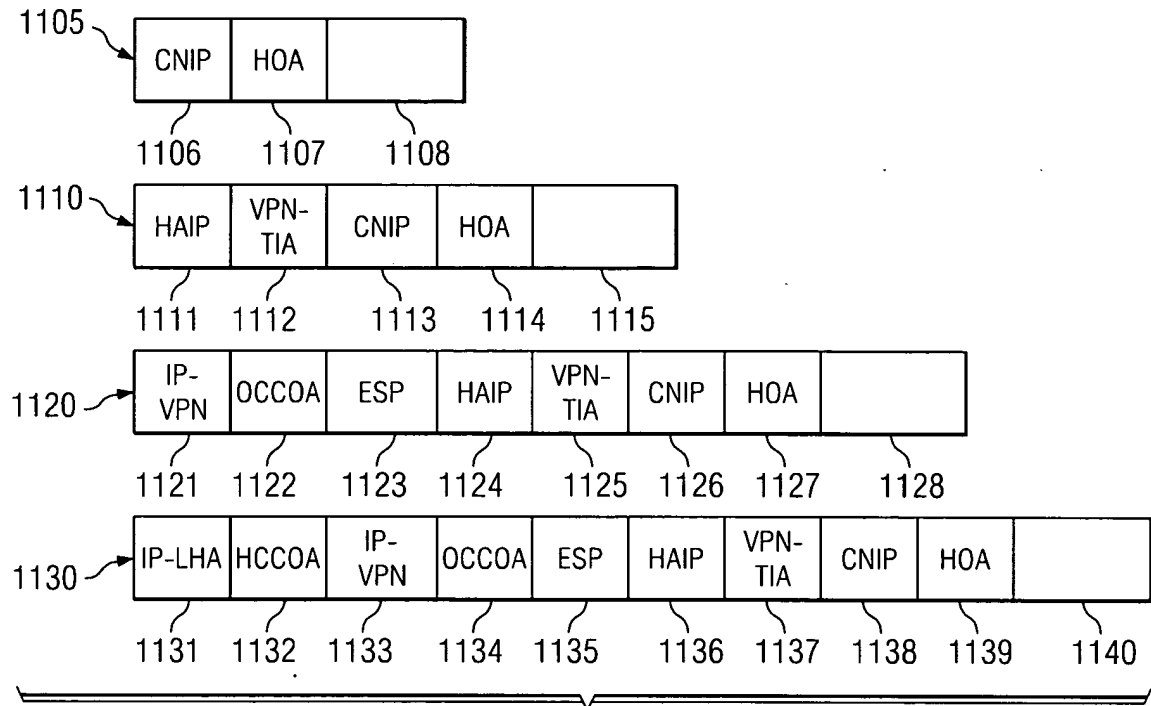 1105
CNIP HOA
1106 1107 1108
1110
HAIP VPN-
TIA CNIP HOA
1111 1112 1113 1114 1115
1120
IP-
VPN OCCOA ESP HAIP VPN-
TIA CNIP HOA
1121 1122 1123 1124 1125 1126 1127 1128
1130
IP-LHA HCCOA IP-
VPN OCCOA ESP HAIP VPN-
TIA CNIP HOA
1131 1132 1133 1134 1135 1136 1137 1138 1139 1140